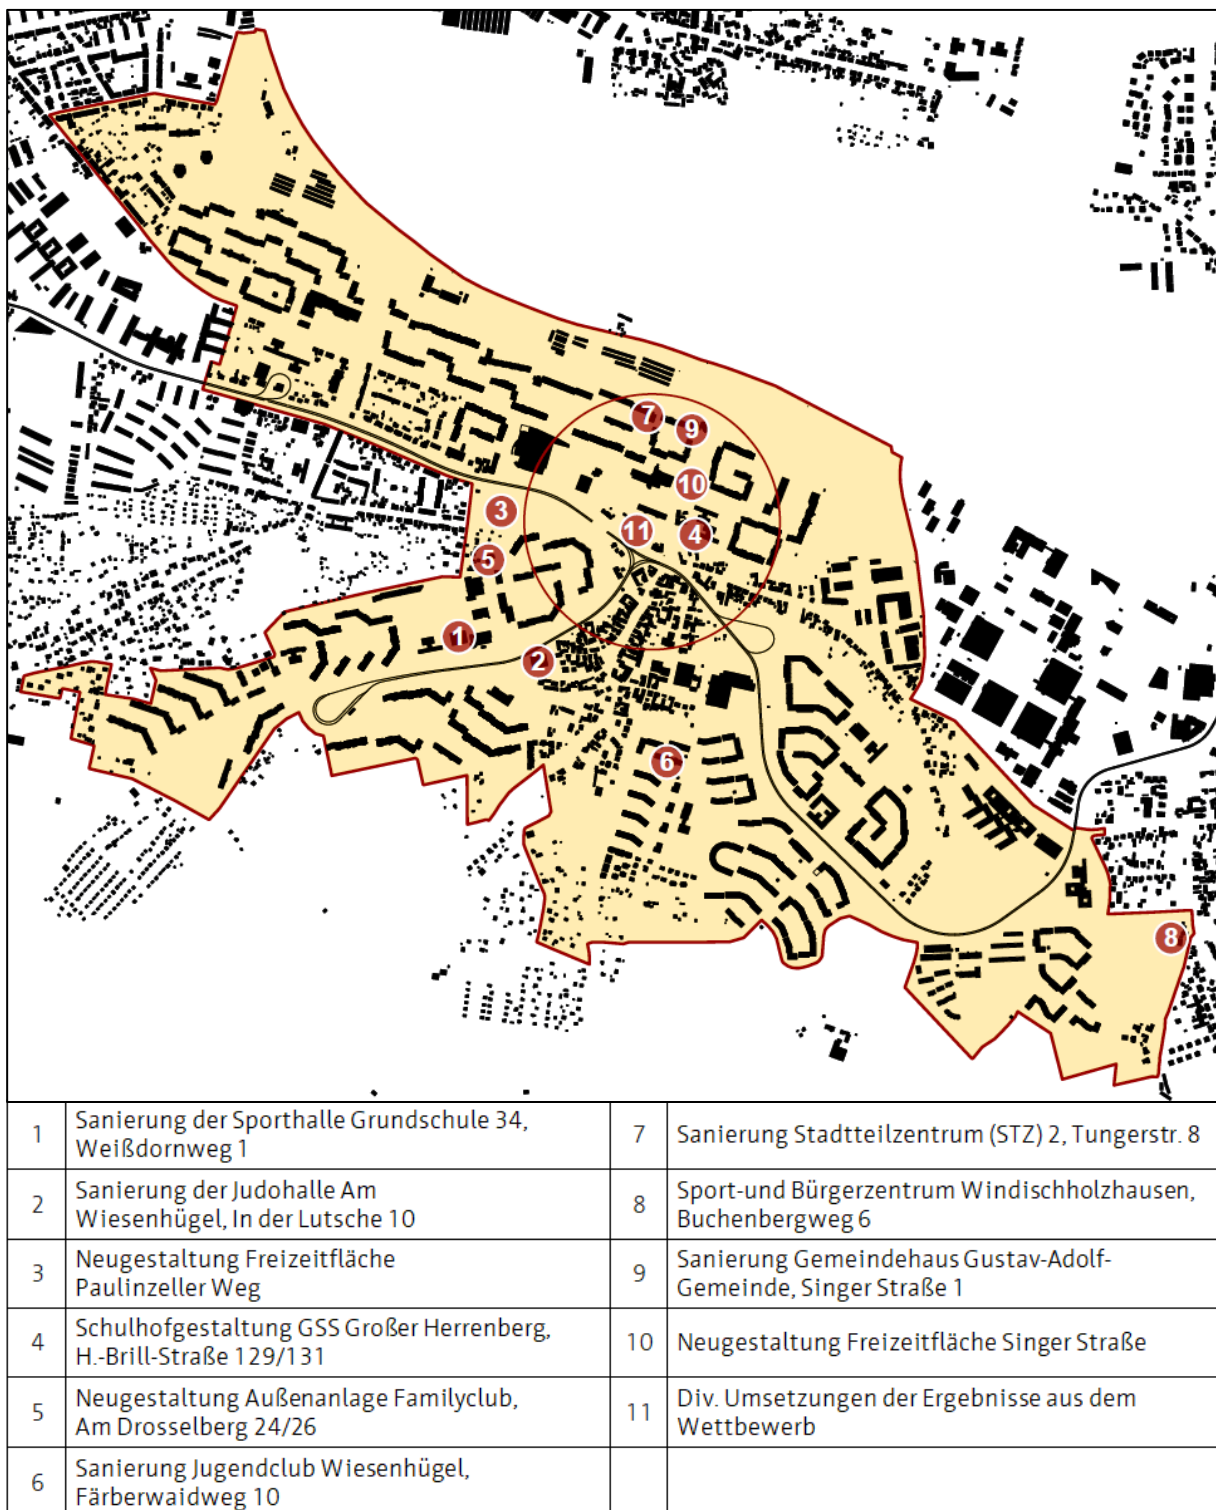 7
9
10
3
11
4
5
1
2
6
8
1
Sanierung der Sporthalle Grundschule 34,
Weißdornweg 1
2
Sanierung der Judohalle Am
Wiesenhügel, In der Lutsche 10
3
Neugestaltung Freizeitfläche
Paulinzeller Weg
4
Schulhofgestaltung GSS Großer Herrenberg,
H.-Brill-Straße 129/131
5
Neugestaltung Außenanlage Familyclub,
Am Drosselberg 24/26
6
Sanierung Jugendclub Wiesenhügel,
Färberwaidweg 10
7
Sanierung Stadtteilzentrum (STZ) 2, Tungerstr. 8
8
Sport-und Bürgerzentrum Windischholzhausen,
Buchenbergweg 6
9
Sanierung Gemeindehaus Gustav-Adolf-
Gemeinde, Singer Straße 1
10
Neugestaltung Freizeitfläche Singer Straße
11
Div. Umsetzungen der Ergebnisse aus dem
Wettbewerb